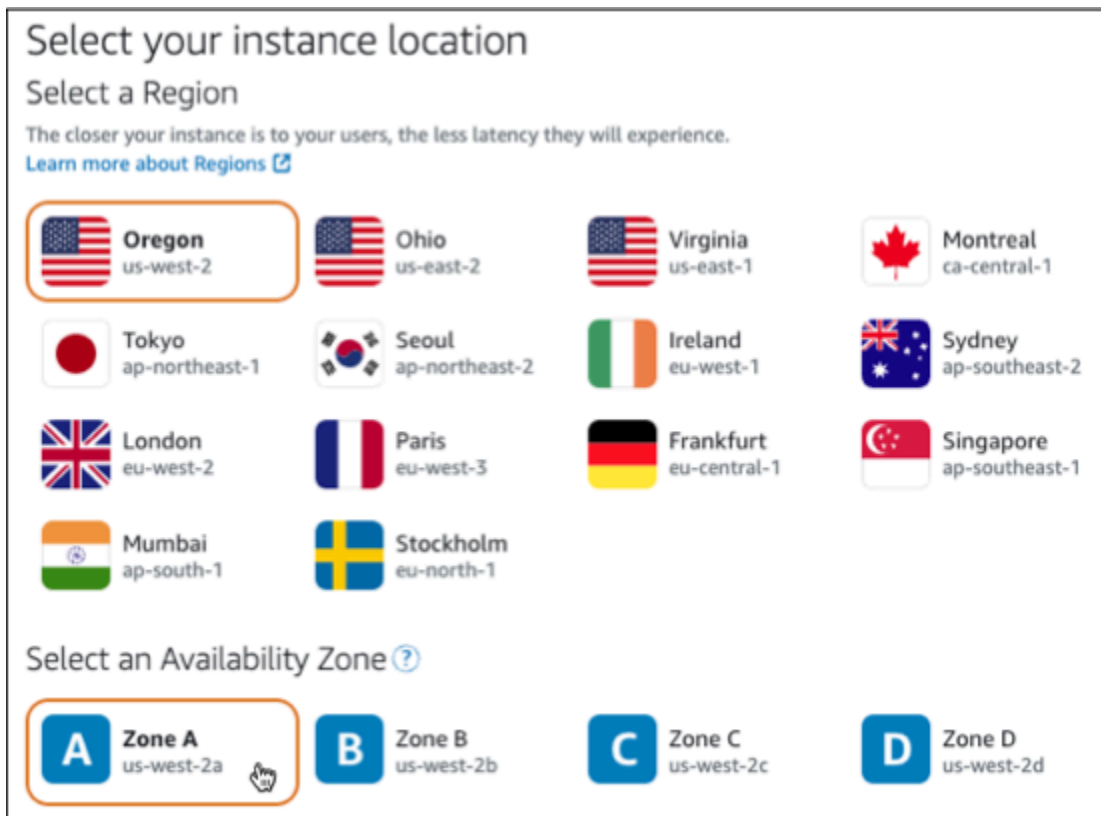 Select your instance location
Select a Region
The closer your instance is to your users, the less latency they will experience.
Learn more about Regions
Oregon
us-west-2
Ohio
us-east-2
Virginia
us-east-1
Montreal
ca-central-1
Tokyo
ap-northeast-1
Seoul
ap-northeast-2
Ireland
eu-west-1
Sydney
ap-southeast-2
London
eu-west-2
Paris
eu-west-3
Frankfurt
eu-central-1
Singapore
ap-southeast-1
Mumbai
ap-south-1
Stockholm
eu-north-1
Select an Availability Zone ?
A
Zone A
us-west-2a
B
Zone B
us-west-2b
C
Zone C
us-west-2c
D
Zone D
us-west-2d